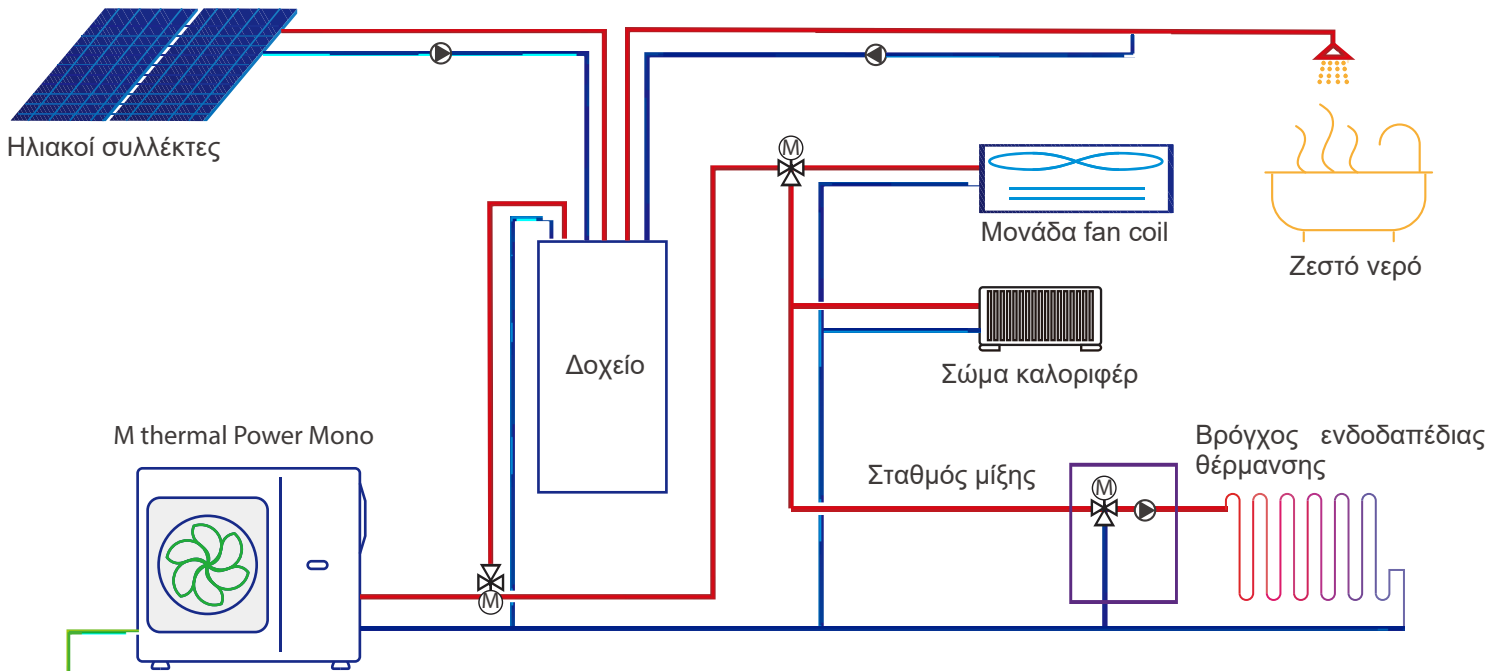 Ηλιακοί συλλέκτες
M
Μονάδα fan coil
Ζεστό νερό
Δοχείο
Σώμα καλοριφέρ
M thermal Power Mono
Βρόγχος ενδοδαπέδιας
θέρμανσης
Σταθμός μίξης
M
M